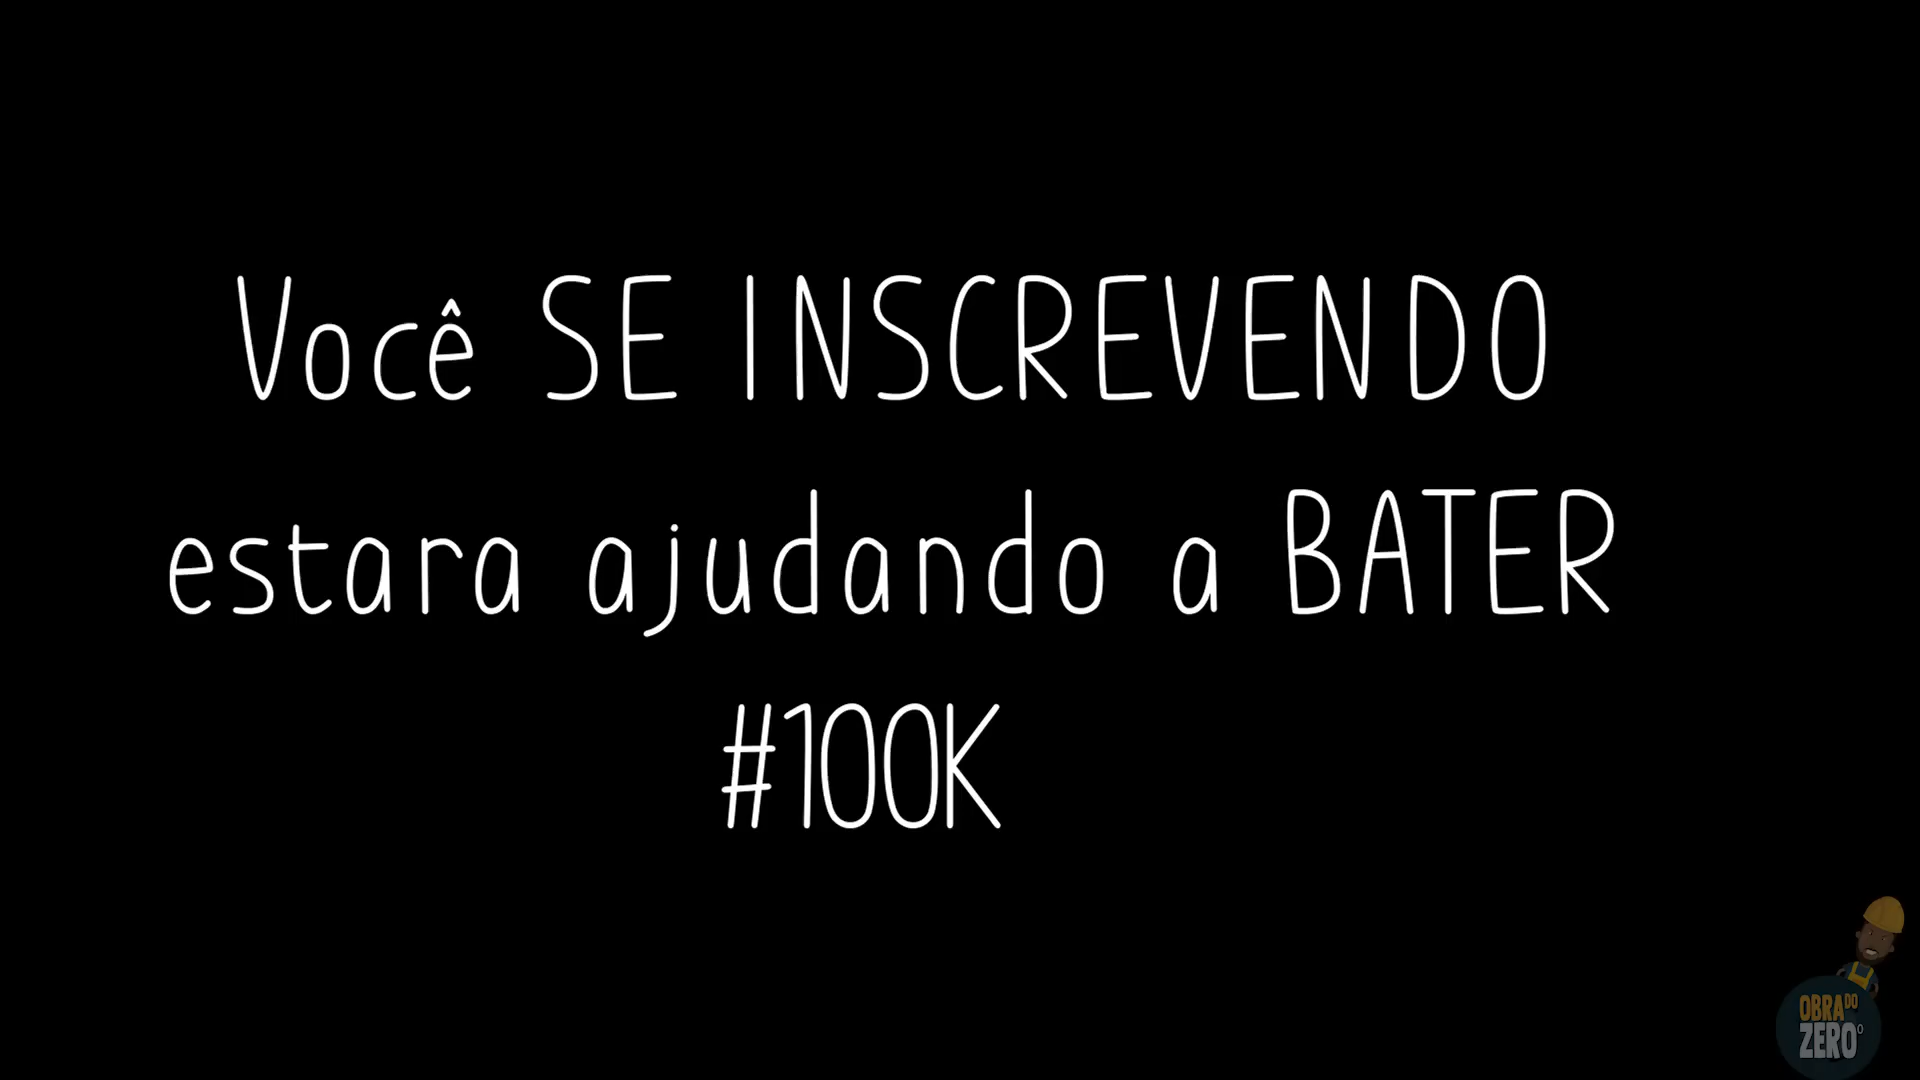 Você SE INSCREVENDO
estara ajudando a BATER
#100K
OBRA DO
ZERO